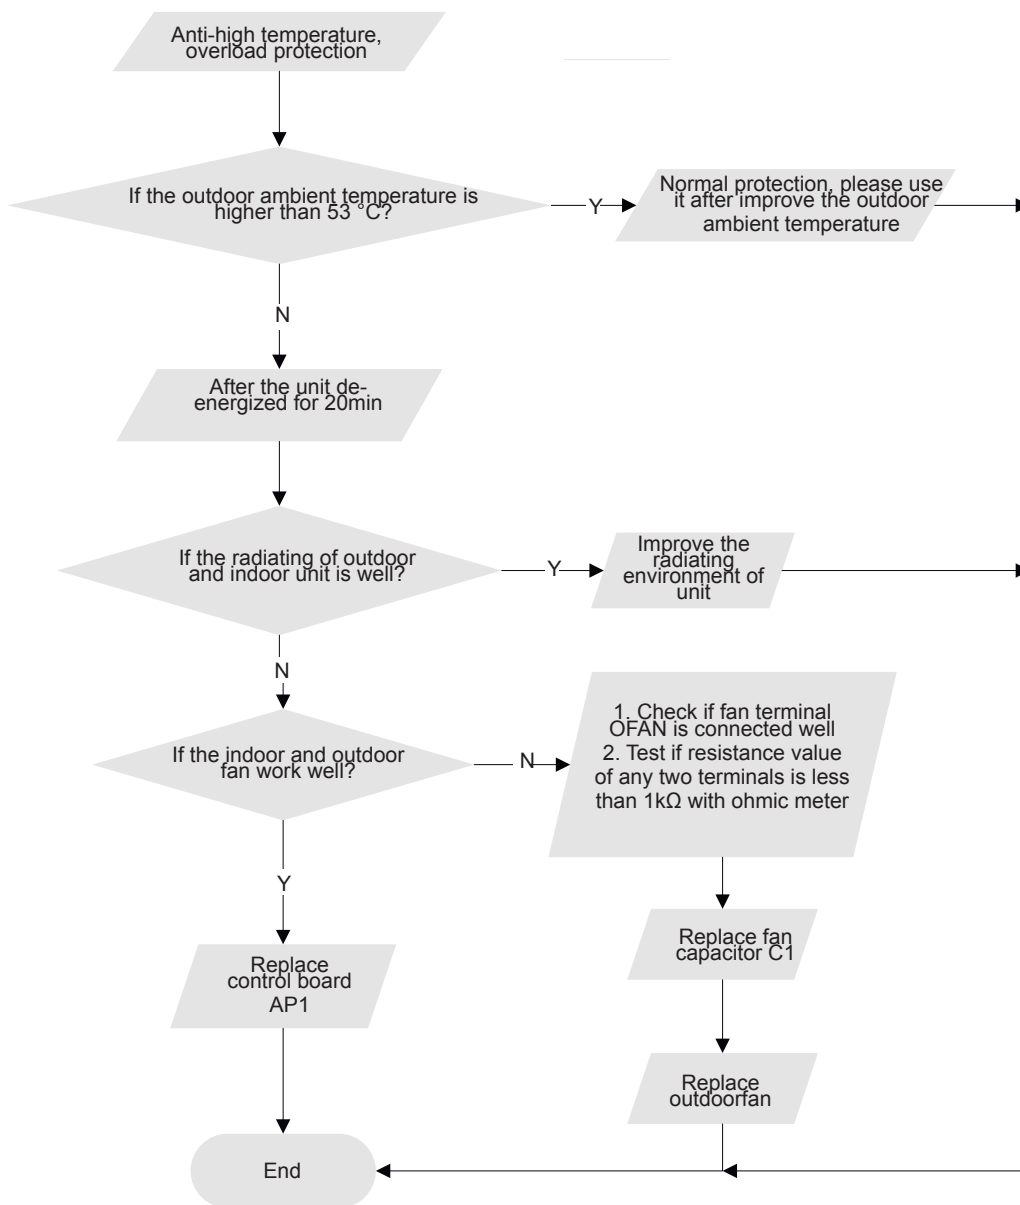 Anti-high temperature,
overload protection
If the outdoor ambient temperature is
higher than 53 °C?
Y
Normal protection, please use
it after improve the outdoor
ambient temperature
N
After the unit de-
energized for 20min
If the radiating of outdoor
and indoor unit is well?
Y
Improve the
radiating
environment of
unit
N
If the indoor and outdoor
fan work well?
N
1. Check if fan terminal
OFAN is connected well
2. Test if resistance value
of any two terminals is less
than 1kΩ with ohmic meter
Y
Replace fan
capacitor C1
Replace
control board
AP1
Replace
outdoorfan
End